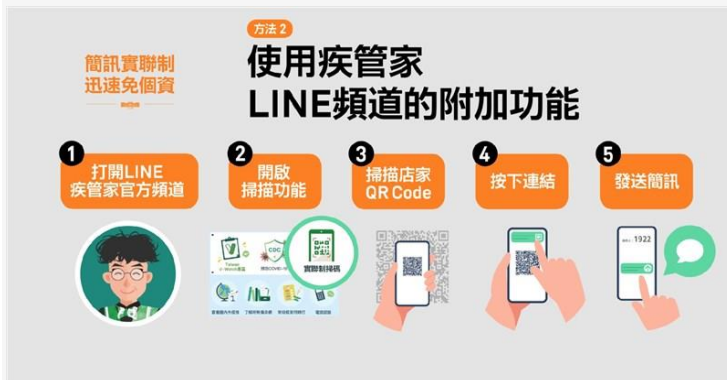 方法 2
簡訊實聯制
迅速免個資
使用疾管家
LINE頻道的附加功能
1
打開LINE
疾管家官方頻道
2
開啟
掃描功能
3
掃描店家
QR Code
4
按下連結
5
發送簡訊
Taiwan
CDC
實聯制掃碼
1922